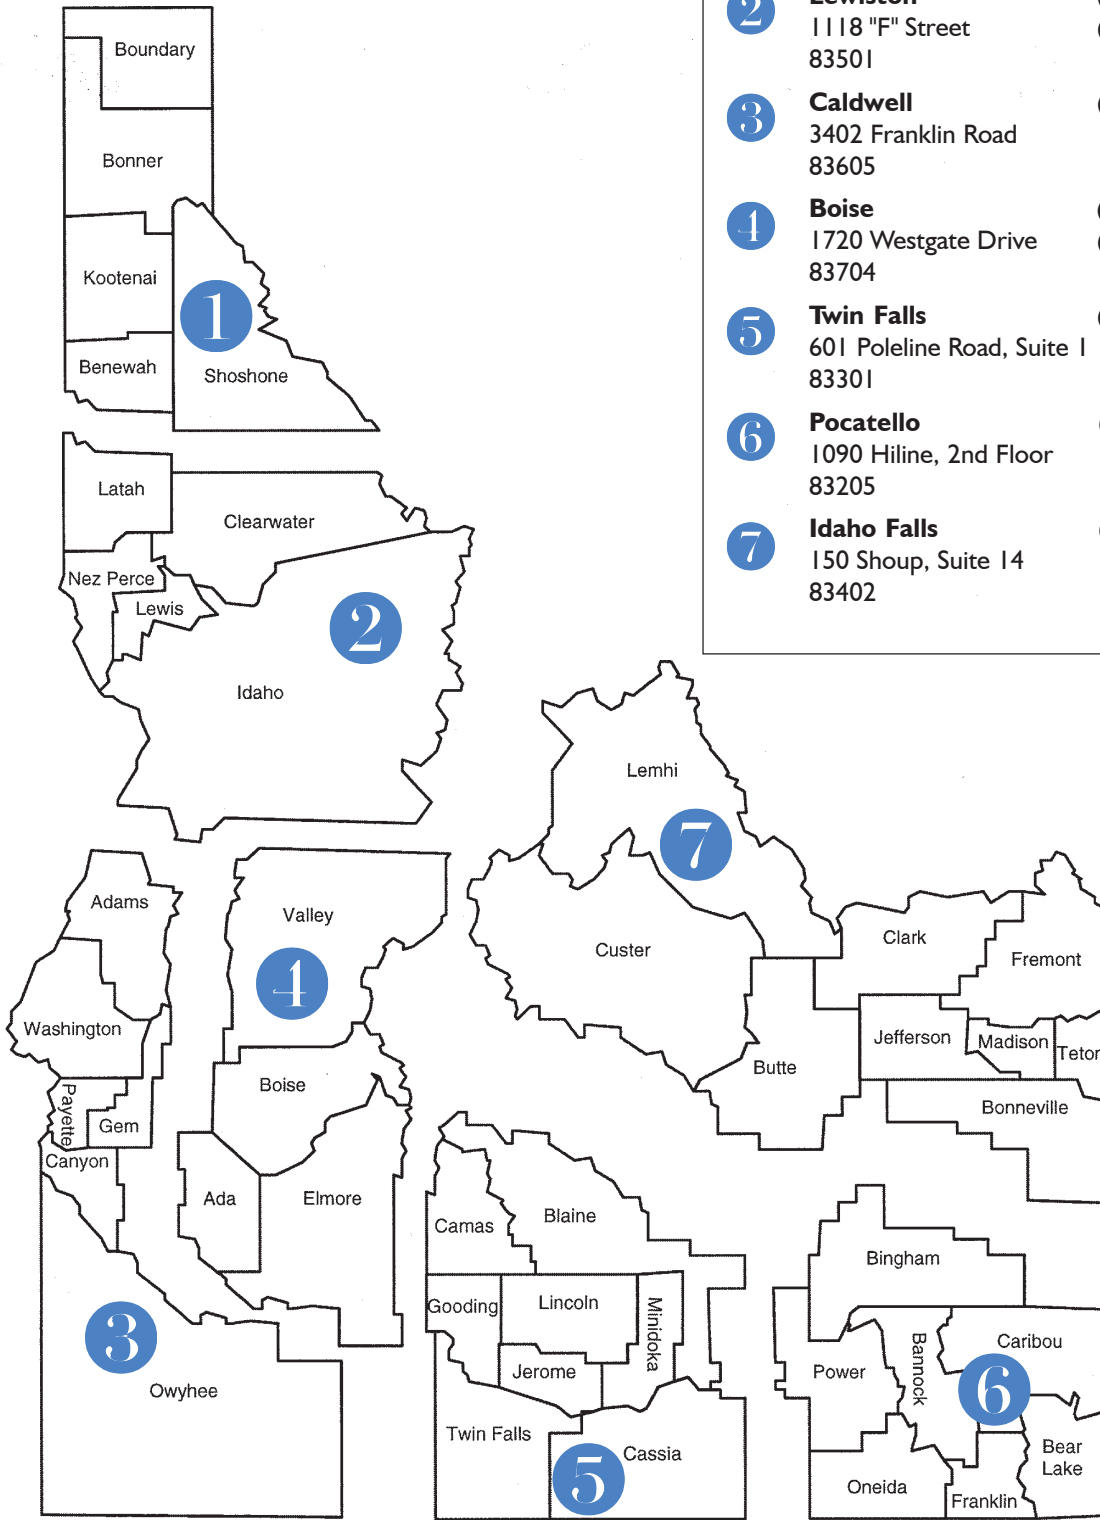 2
Lewiston
1118 "F" Street
83501
3
Caldwell
3402 Franklin Road
83605
4
Boise
1720 Westgate Drive
83704
5
Twin Falls
601 Poleline Road, Suite 1
83301
6
Pocatello
1090 Hiline, 2nd Floor
83205
7
Idaho Falls
150 Shoup, Suite 14
83402
Boundary
Bonner
Kootenai
1
Benewah
Shoshone
Latah
Clearwater
Nez Perce
Lewis
2
Idaho
Lemhi
7
Adams
Valley
Custer
Clark
Fremont
4
Washington
Jefferson
Madison
Teton
Butte
Boise
Payette
Gem
Bonneville
Canyon
Ada
Elmore
Camas
Blaine
Bingham
Gooding
Lincoln
Minidoka
3
Owyhee
Jerome
Power
Bannock
Caribou
6
Twin Falls
Cassia
5
Bear
Lake
Oneida
Franklin